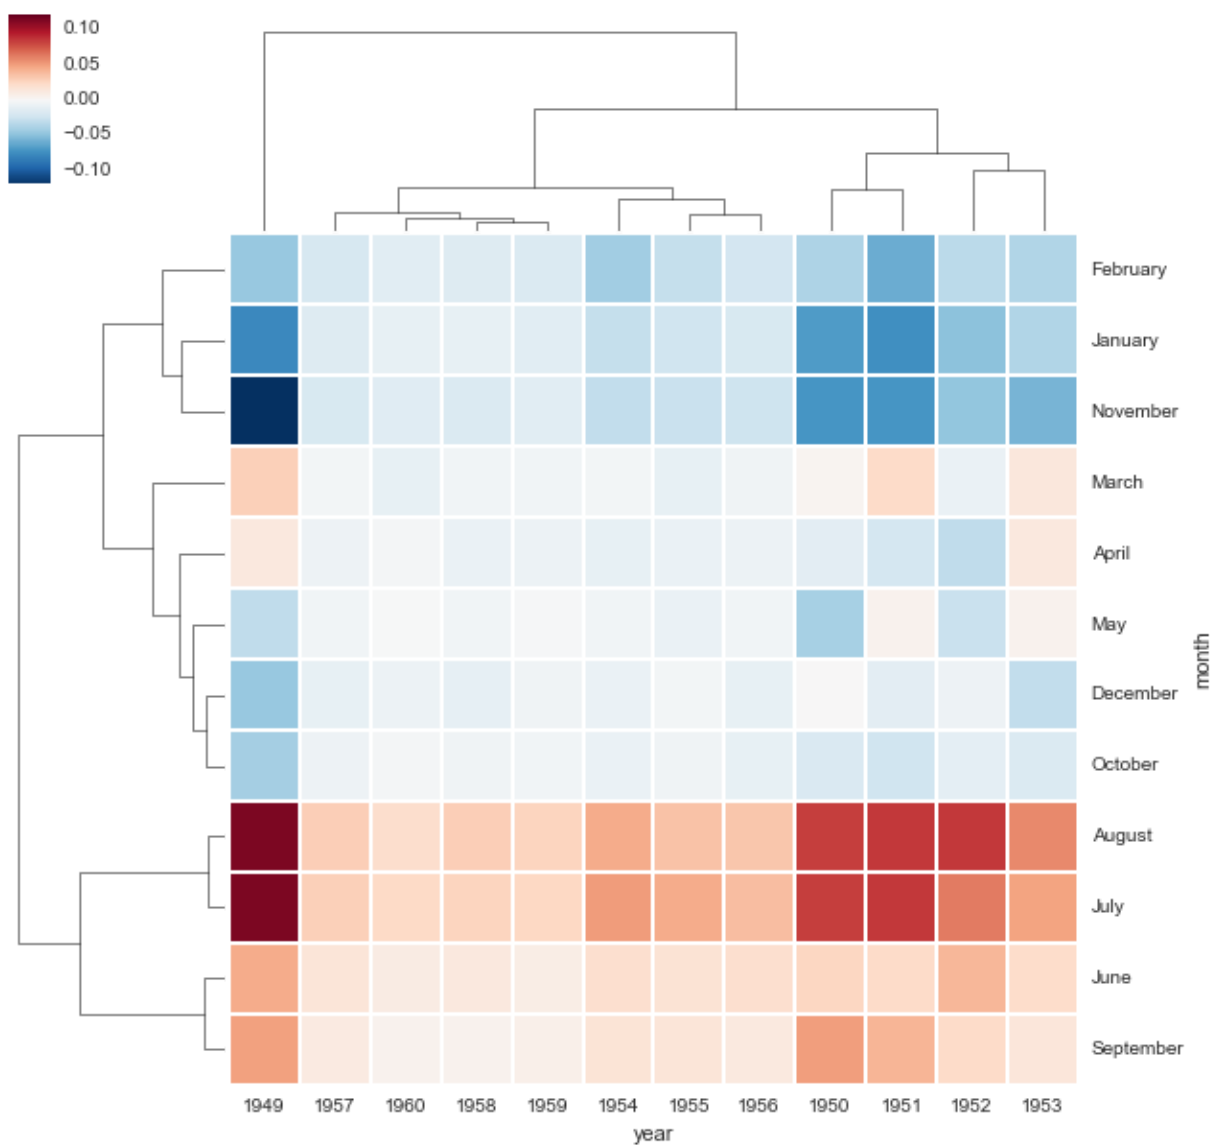 0.10
0.05
0.00
−0.05
−0.10
February
January
November
March
April
May
December
October
August
July
June
September
month
1949 1957 1960 1958 1959 1954 1955 1956 1950 1951 1952 1953
year